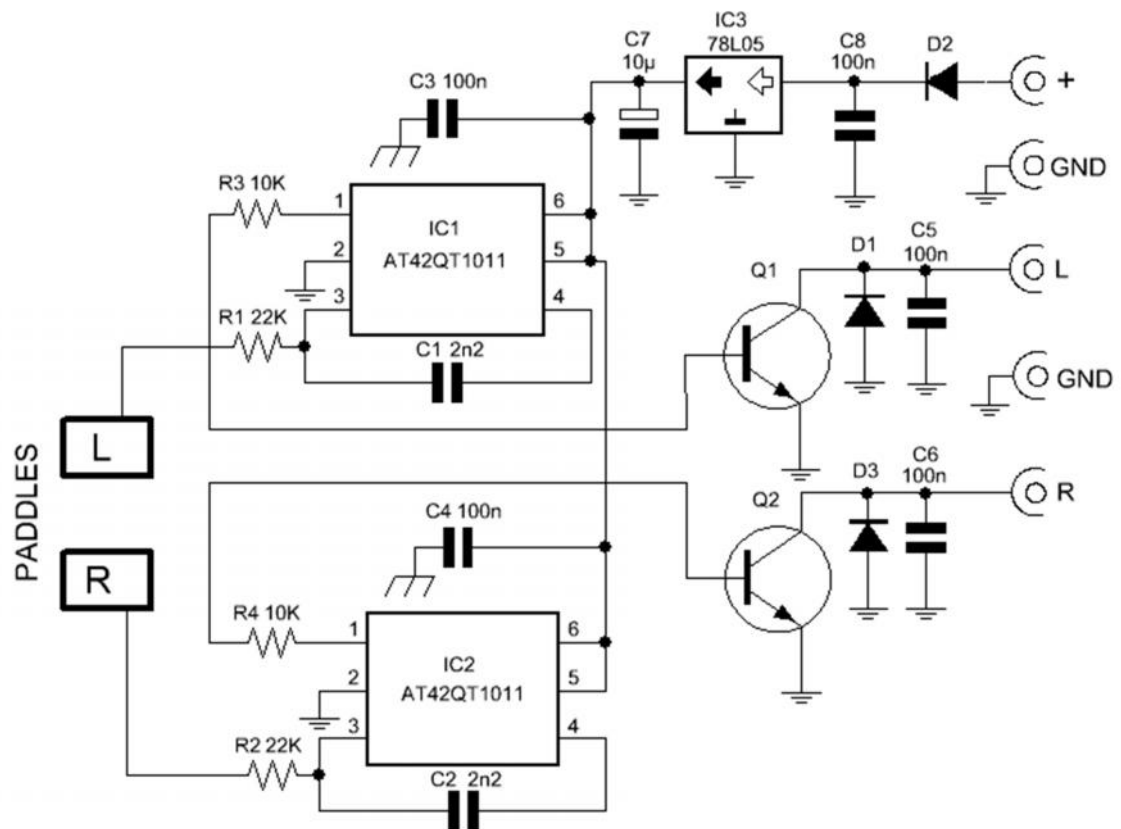 IC3
78L05
C7
10µ
C8
100n
D2
+
C3 100n
GND
R3 10K
1
6
IC1
AT42QT1011
2
5
3
4
R1 22K
C1 2n2
Q1
D1
C5
100n
L
GND
PADDLES
L
R
C4 100n
Q2
D3
C6
100n
R
R4 10K
1
6
IC2
AT42QT1011
2
5
3
4
R2 22K
C2 2n2